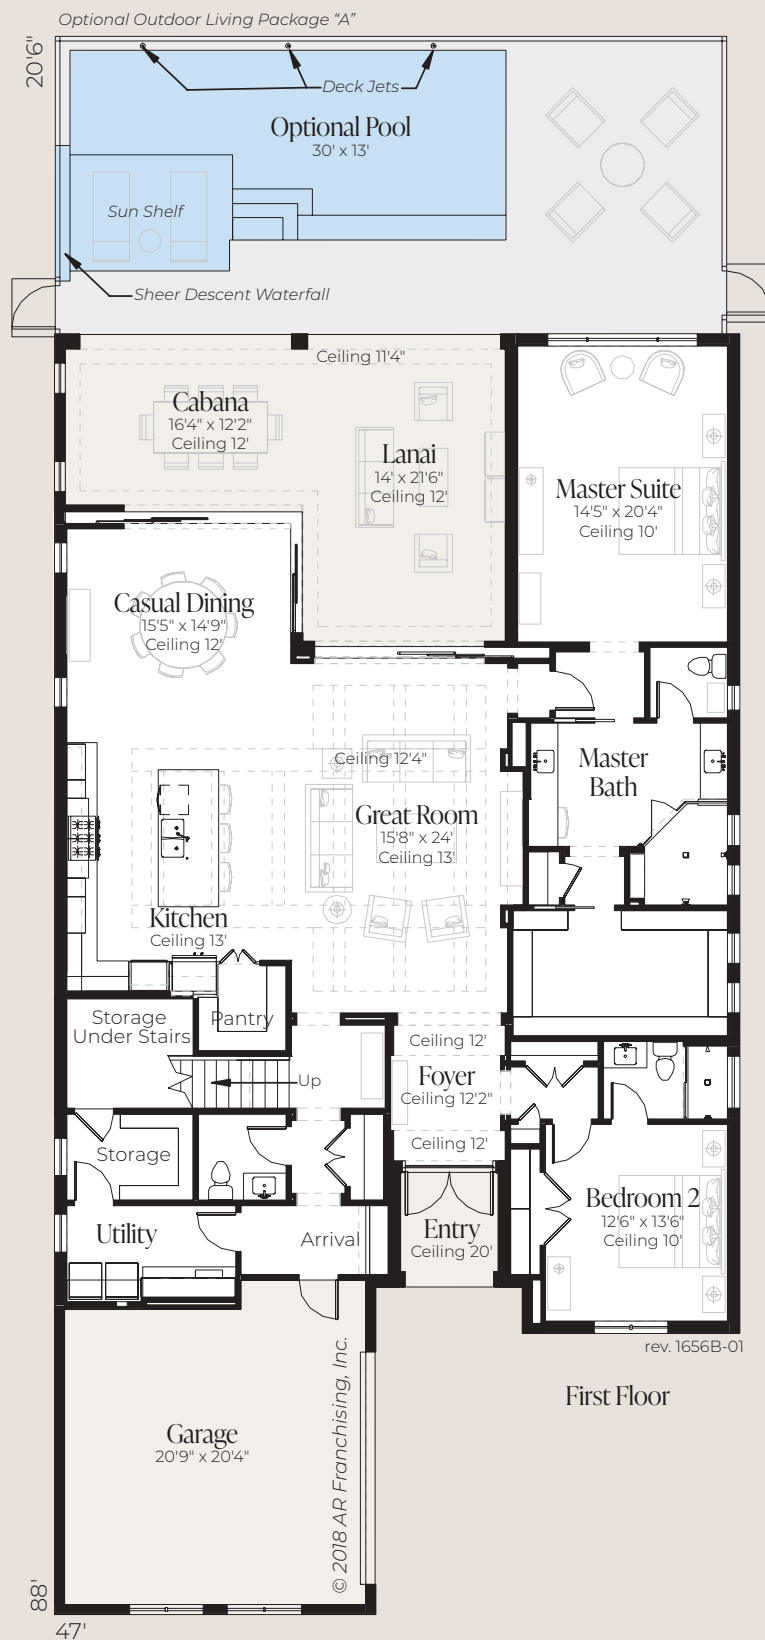 Optional Outdoor Living Package “A”
20'6"
Deck Jets
Optional Pool
30' x 13'
Sun Shelf
Sheer Descent Waterfall
Ceiling 11'4"
Cabana
16'4" x 12'2"
Ceiling 12'
Lanai
14' x 21'6"
Ceiling 12'
Master Suite
14'5" x 20'4"
Ceiling 10'
Casual Dining
15'5" x 14'9"
Ceiling 12'
Ceiling 12'4"
Master
Bath
Great Room
15'8" x 24'
Ceiling 13'
Kitchen
Ceiling 13'
Storage
Under Stairs
Pantry
Ceiling 12'
Up
Foyer
Ceiling 12'2"
Ceiling 12'
Storage
Bedroom 2
12'6" x 13'6"
Ceiling 10'
Utility
Arrival
Entry
Ceiling 20'
rev. 1656B-01
First Floor
Garage
20'9" x 20'4"
© 2018 AR Franchising, Inc.
88'
47'